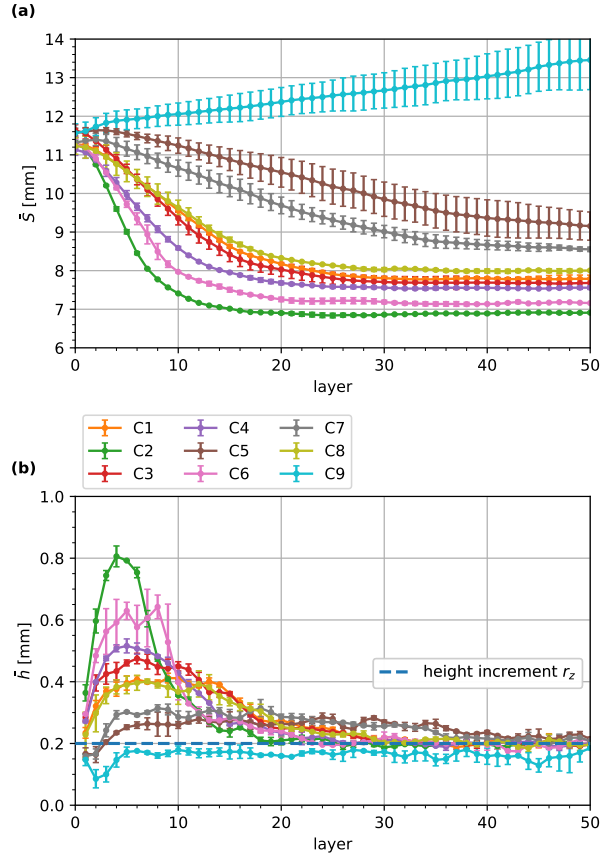 (a)
14
13
12
11
10
9
8
7
6
S̄ [mm]
0 10 20 30 40 50
layer
C1 C4 C7
C2 C5 C8
C3 C6 C9
(b)
1.0
0.8
0.6
0.4
0.2
0.0
h̄ [mm]
height increment r_z
0 10 20 30 40 50
layer